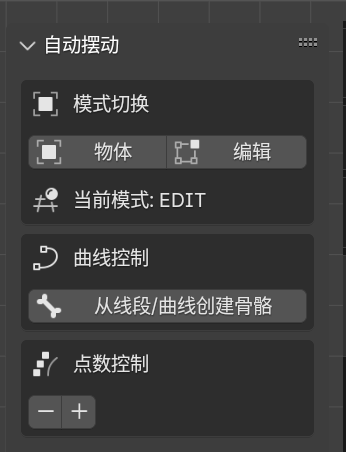 自动摆动
模式切换
物体 编辑
当前模式: EDIT
曲线控制
从线段/曲线创建骨骼
点数控制
− +